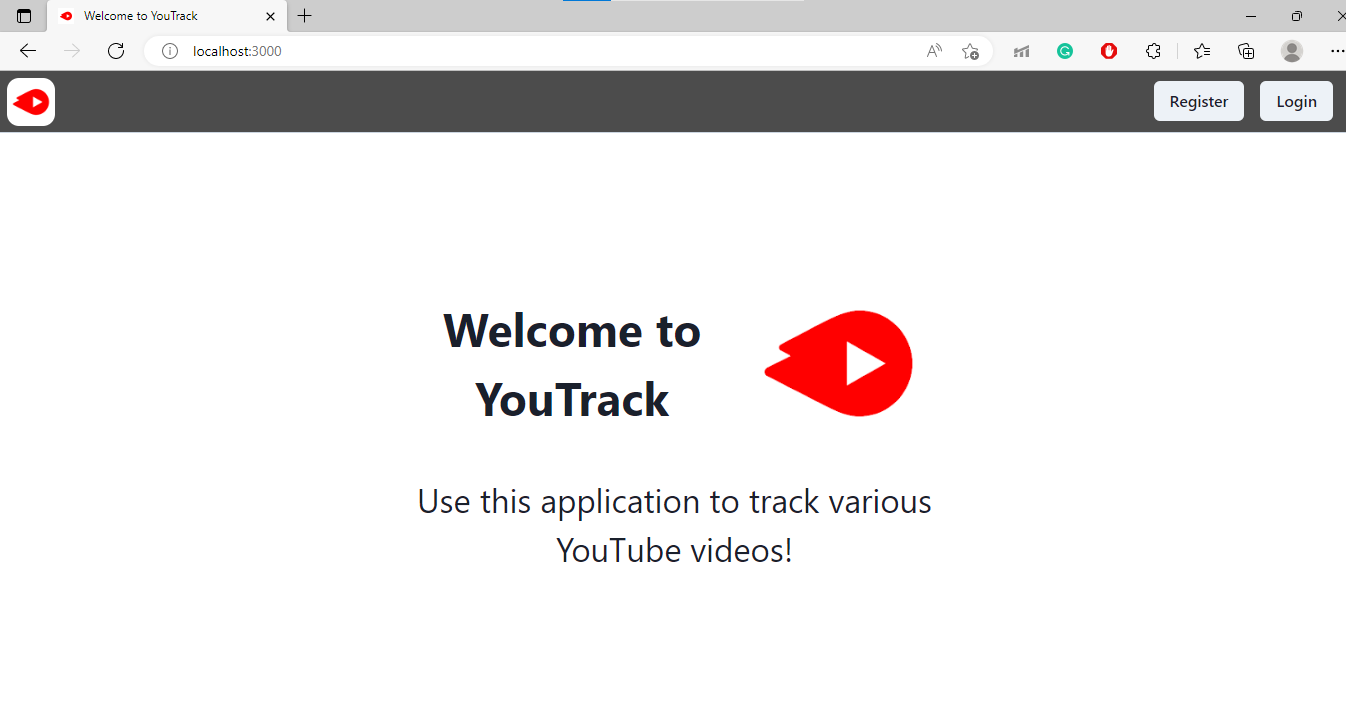 Welcome to YouTrack
localhost:3000
Register
Login
Welcome to
YouTrack
Use this application to track various
YouTube videos!